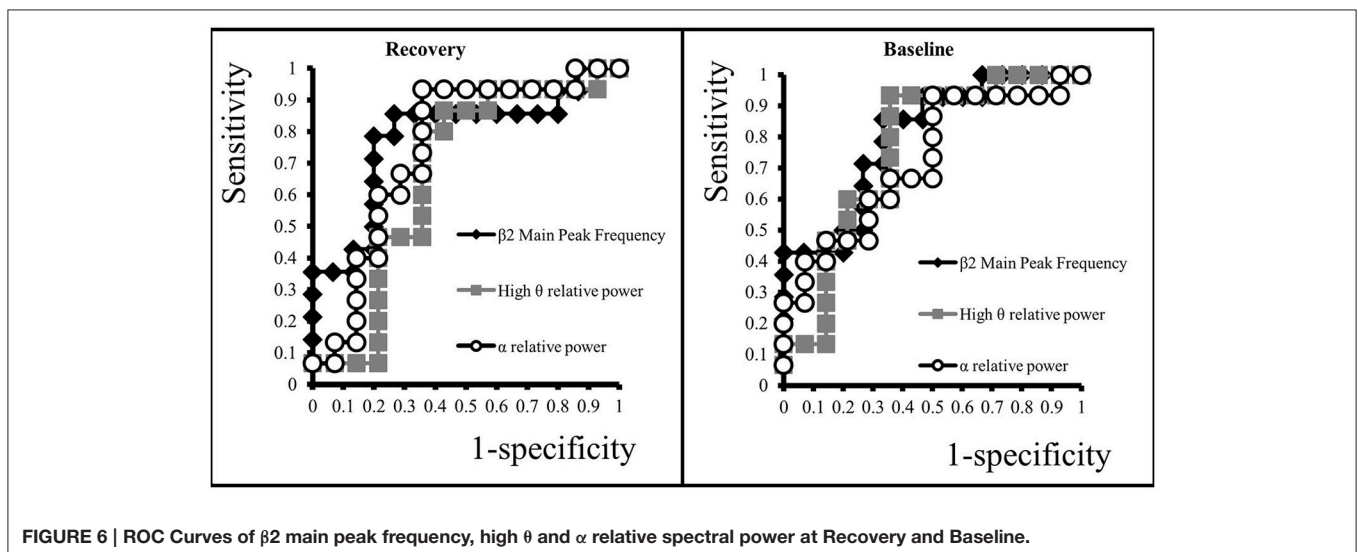 Recovery
Sensitivity
1
0.9
0.8
0.7
0.6
0.5
0.4
0.3
0.2
0.1
0
β2 Main Peak Frequency
High θ relative power
α relative power
0 0.1 0.2 0.3 0.4 0.5 0.6 0.7 0.8 0.9 1
1-specificity
Baseline
Sensitivity
1
0.9
0.8
0.7
0.6
0.5
0.4
0.3
0.2
0.1
0
β2 Main Peak Frequency
High θ relative power
α relative power
0 0.1 0.2 0.3 0.4 0.5 0.6 0.7 0.8 0.9 1
1-specificity
FIGURE 6 | ROC Curves of β2 main peak frequency, high θ and α relative spectral power at Recovery and Baseline.